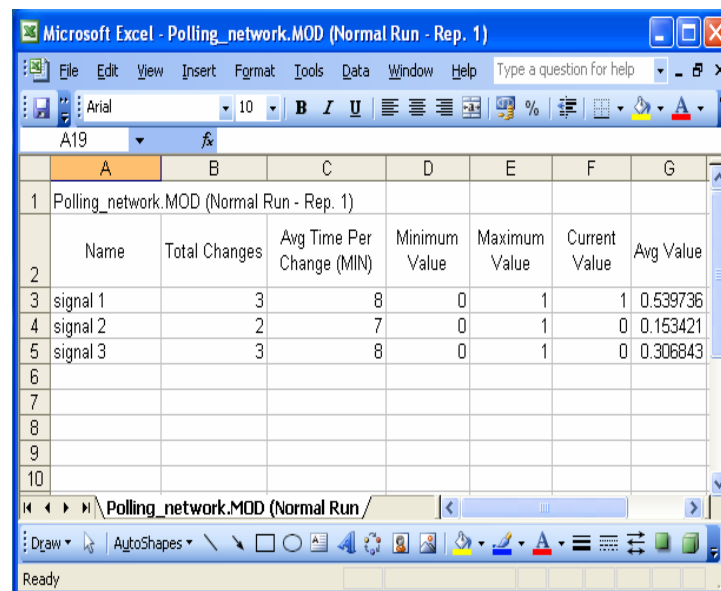 Microsoft Excel - Polling_network.MOD (Normal Run - Rep. 1)
File Edit View Insert Format Tools Data Window Help Type a question for help
Arial 10 B I U %
A19 fx
A B C D E F G
1 Polling_network.MOD (Normal Run - Rep. 1)
2 Name Total Changes Avg Time Per Change (MIN) Minimum Value Maximum Value Current Value Avg Value
3 signal 1 3 8 0 1 1 0.539736
4 signal 2 2 7 0 1 0 0.153421
5 signal 3 3 8 0 1 0 0.306843
6
7
8
9
10
Polling_network.MOD (Normal Run
Draw AutoShapes A A
Ready